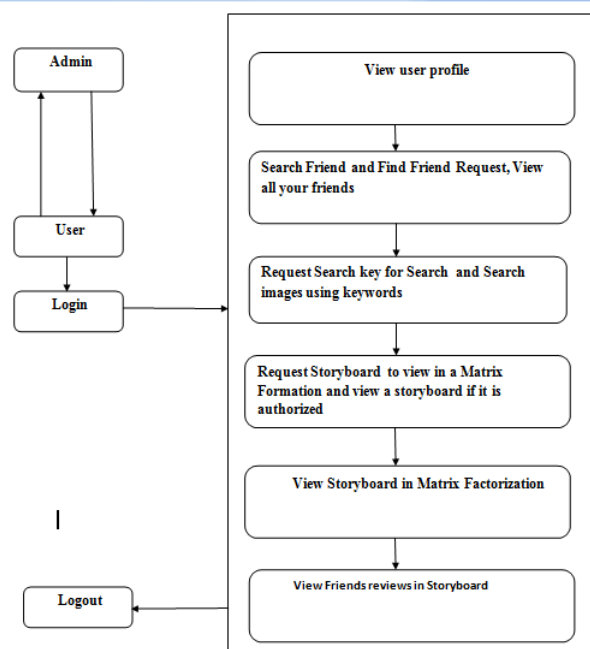 Admin
User
Login
Logout
View user profile
Search Friend and Find Friend Request, View
all your friends
Request Search key for Search and Search
images using keywords
Request Storyboard to view in a Matrix
Formation and view a storyboard if it is
authorized
View Storyboard in Matrix Factorization
View Friends reviews in Storyboard